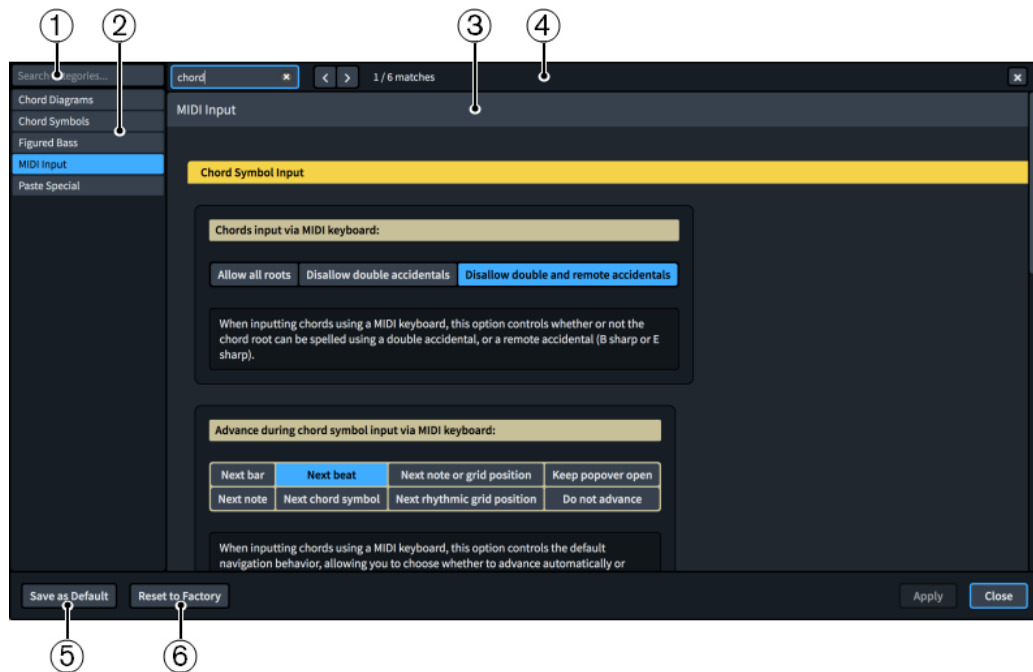 ① ② ③ ④
Search categories...
chord
1 / 6 matches
Chord Diagrams
Chord Symbols
Figured Bass
MIDI Input
Paste Special
MIDI Input
Chord Symbol Input
Chords input via MIDI keyboard:
Allow all roots Disallow double accidentals Disallow double and remote accidentals
When inputting chords using a MIDI keyboard, this option controls whether or not the
chord root can be spelled using a double accidental, or a remote accidental (B sharp or E
sharp).
Advance during chord symbol input via MIDI keyboard:
Next bar Next beat Next note or grid position Keep popover open
Next note Next chord symbol Next rhythmic grid position Do not advance
When inputting chords using a MIDI keyboard, this option controls the default
navigation behavior, allowing you to choose whether to advance automatically or
Save as Default Reset to Factory Apply Close
⑤ ⑥